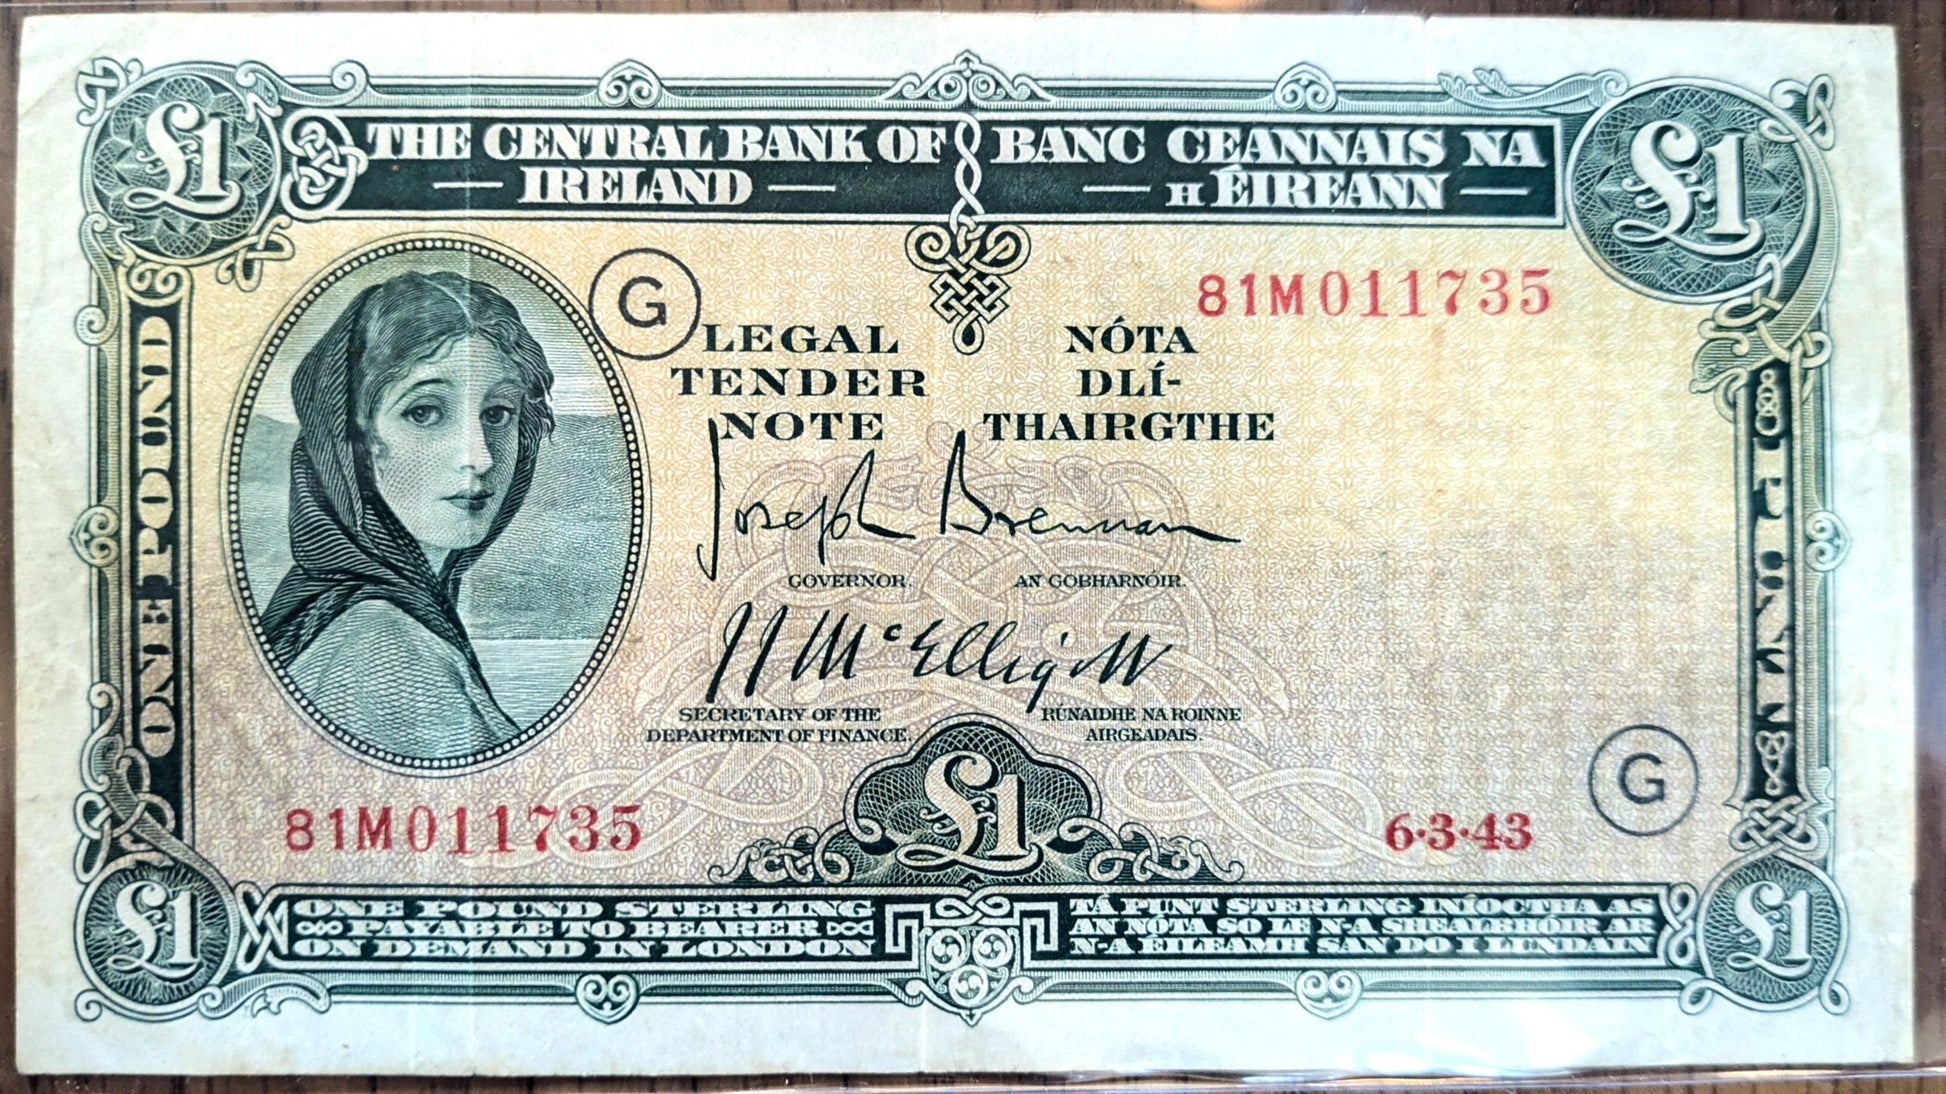 £1
THE CENTRAL BANK OF
IRELAND
BANC CEANNAIS NA
H ÉIREANN
£1
G
81M011735
LEGAL
TENDER
NOTE
NÓTA
DLÍ-
THAIRGTHE
ONE POUND
Joseph Brennan
GOVERNOR.
AN GOBHARNÓIR.
J J McElligott
SECRETARY OF THE
DEPARTMENT OF FINANCE.
RÚNAIDHE NA ROINNE
AIRGEADAIS.
G
81M011735
£1
6·3·43
£1
ONE POUND STERLING
PAYABLE TO BEARER
ON DEMAND IN LONDON
TÁ PUNT STERLING INÍOCTHA AS
AN NÓTA SO LE N-A SHEALBHÓIR AR
N-A ÉILEAMH SAN DO I LUNDAIN
£1